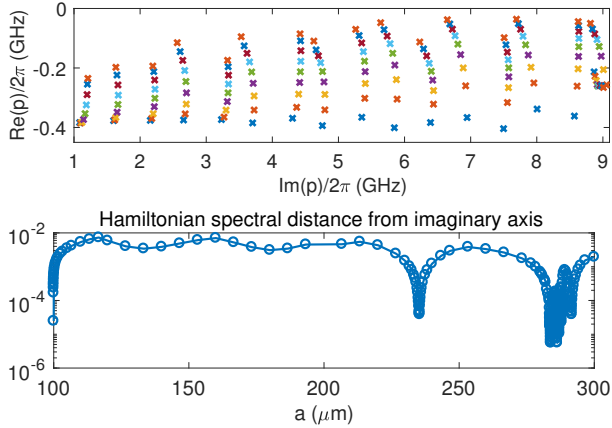 0
-0.2
-0.4
Re(p)/2π (GHz)
1 2 3 4 5 6 7 8 9
Im(p)/2π (GHz)
Hamiltonian spectral distance from imaginary axis
10^-2
10^-4
10^-6
100 150 200 250 300
a (μm)